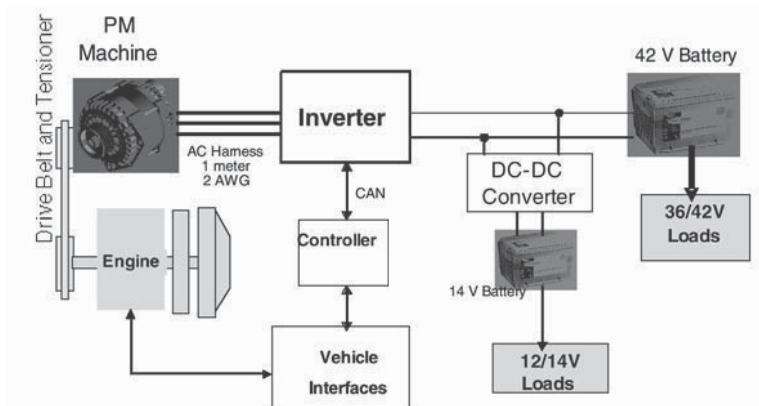 PM
Machine
Drive Belt and Tensioner
AC Harness
1 meter
2 AWG
Inverter
42 V Battery
CAN
DC-DC
Converter
36/42V
Loads
Controller
Engine
14 V Battery
Vehicle
Interfaces
12/14V
Loads